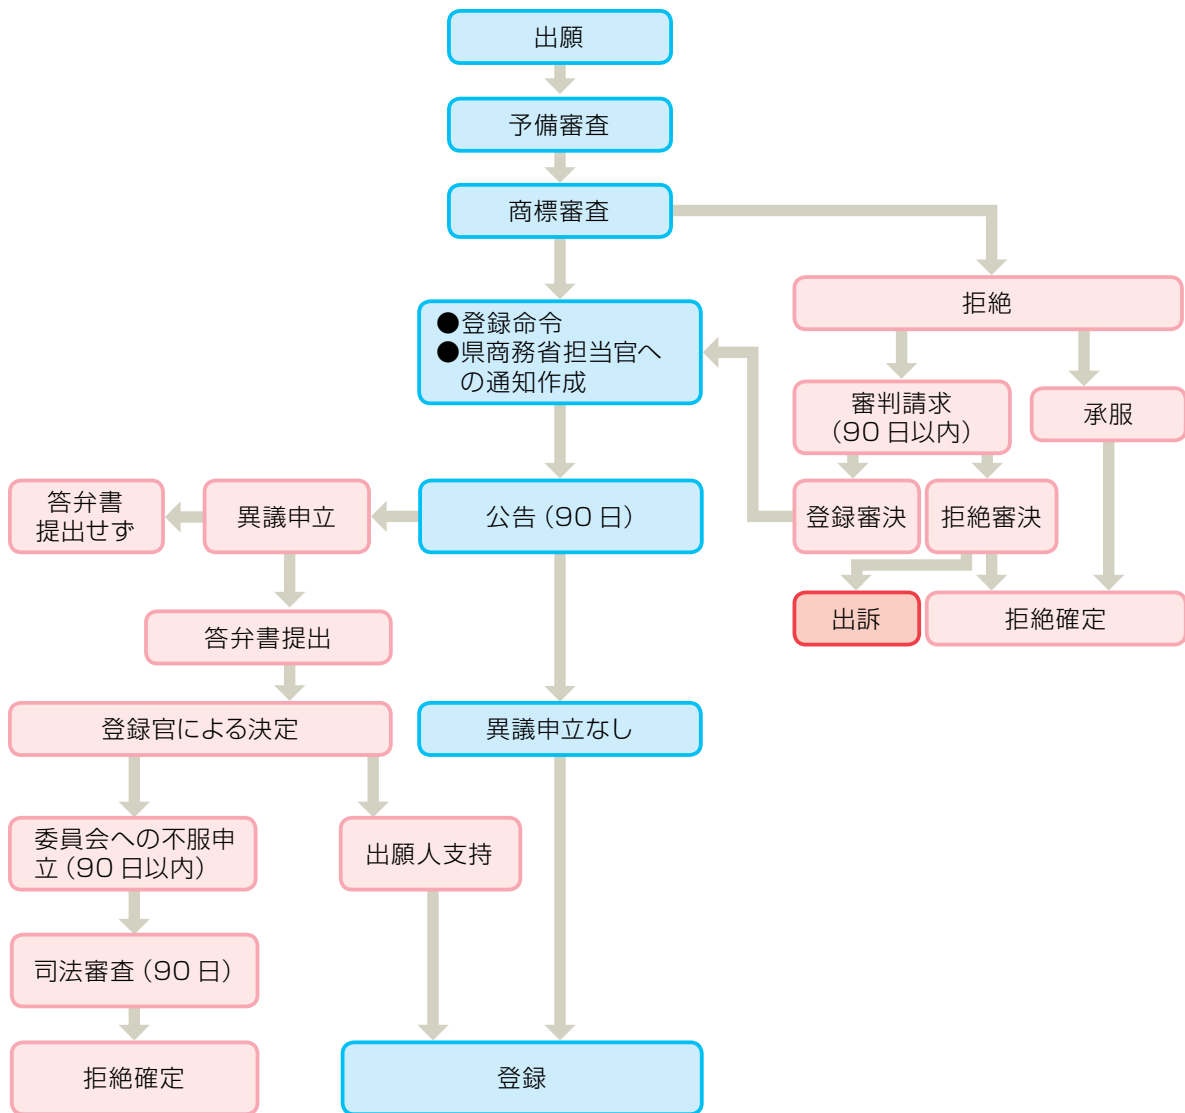 出願
予備審査
商標審査
拒絶
●登録命令
●県商務省担当官へ
の通知作成
審判請求
（90日以内）
承服
答弁書
提出せず
異議申立
公告（90日）
登録審決
拒絶審決
出訴
拒絶確定
答弁書提出
登録官による決定
異議申立なし
委員会への不服申
立（90日以内）
出願人支持
司法審査（90日）
拒絶確定
登録